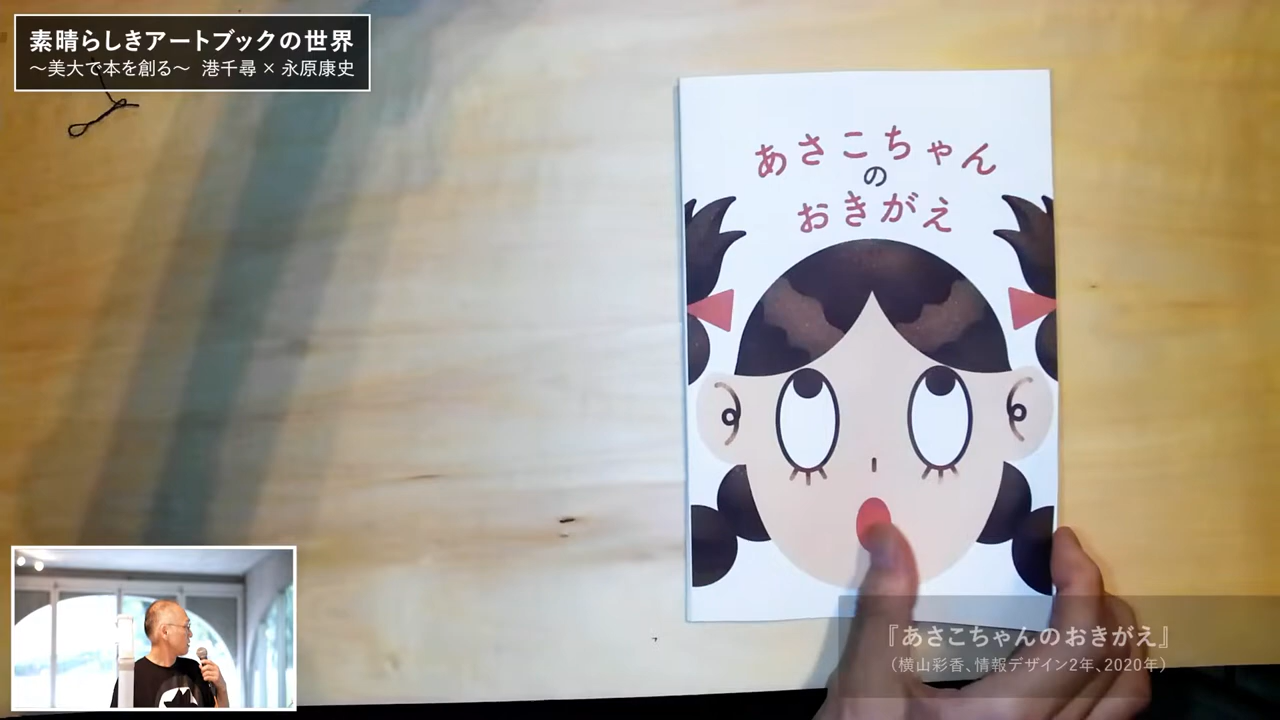 素晴らしきアートブックの世界
〜美大で本を創る〜 港千尋 × 永原康史
あさこちゃん
の
おきがえ
『あさこちゃんのおきがえ』
（横山彩香、情報デザイン2年、2020年）